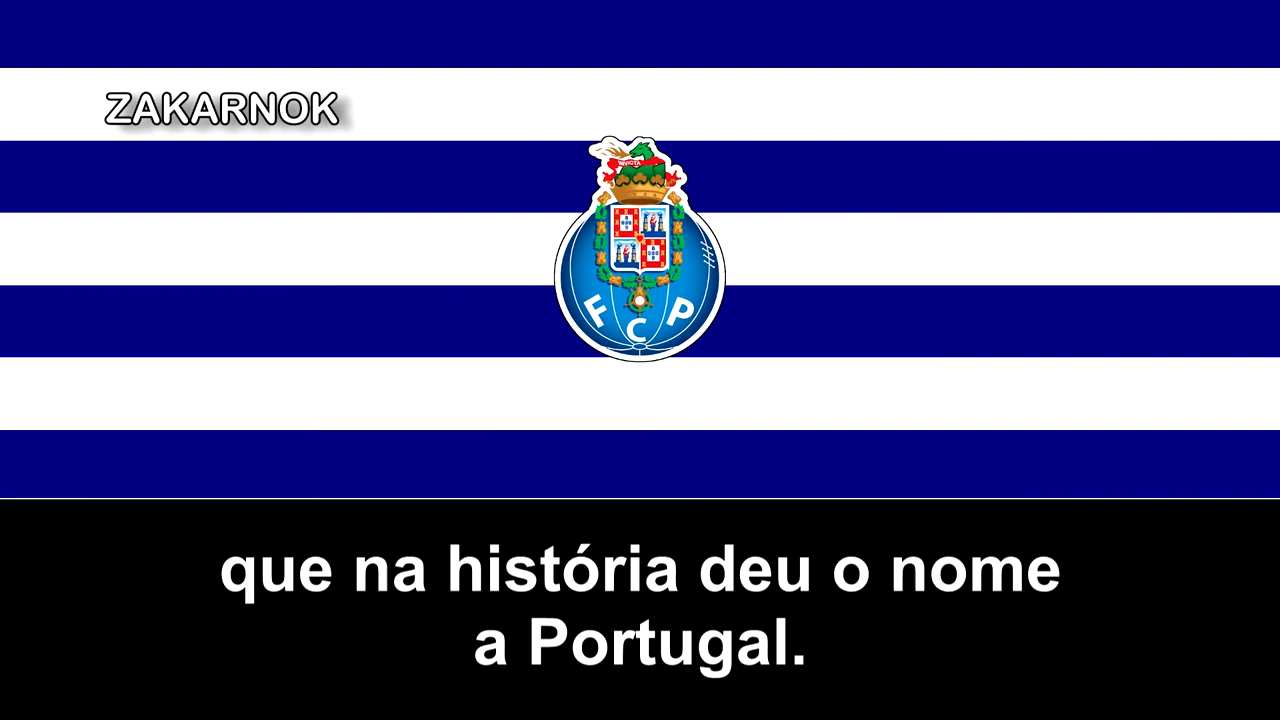 ZAKARNOK
INVICTA
F C P
que na história deu o nome
a Portugal.